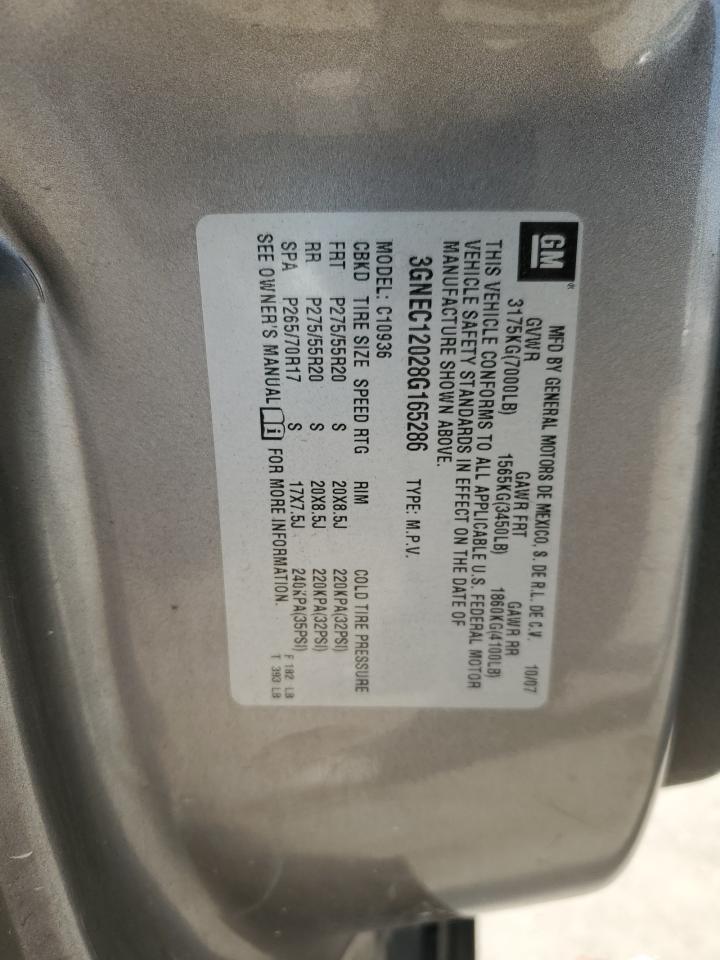 GM
MFD BY GENERAL MOTORS DE MEXICO, S. DE R.L. DE C.V. 10/07
GVWR GAWR FRT GAWR RR
3175KG(7000LB) 1565KG(3450LB) 1860KG(4100LB)
THIS VEHICLE CONFORMS TO ALL APPLICABLE U.S. FEDERAL MOTOR
VEHICLE SAFETY STANDARDS IN EFFECT ON THE DATE OF
MANUFACTURE SHOWN ABOVE.
3GNEC12028G165286 TYPE: M.P.V.
MODEL: C10936
CBKD TIRE SIZE SPEED RTG RIM COLD TIRE PRESSURE
FRT P275/55R20 S 20X8.5J 220KPA(32PSI)
RR P275/55R20 S 20X8.5J 220KPA(32PSI)
SPA P265/70R17 S 17X7.5J 240KPA(35PSI)
SEE OWNER'S MANUAL i FOR MORE INFORMATION.
F 182 LB
T 393 LB